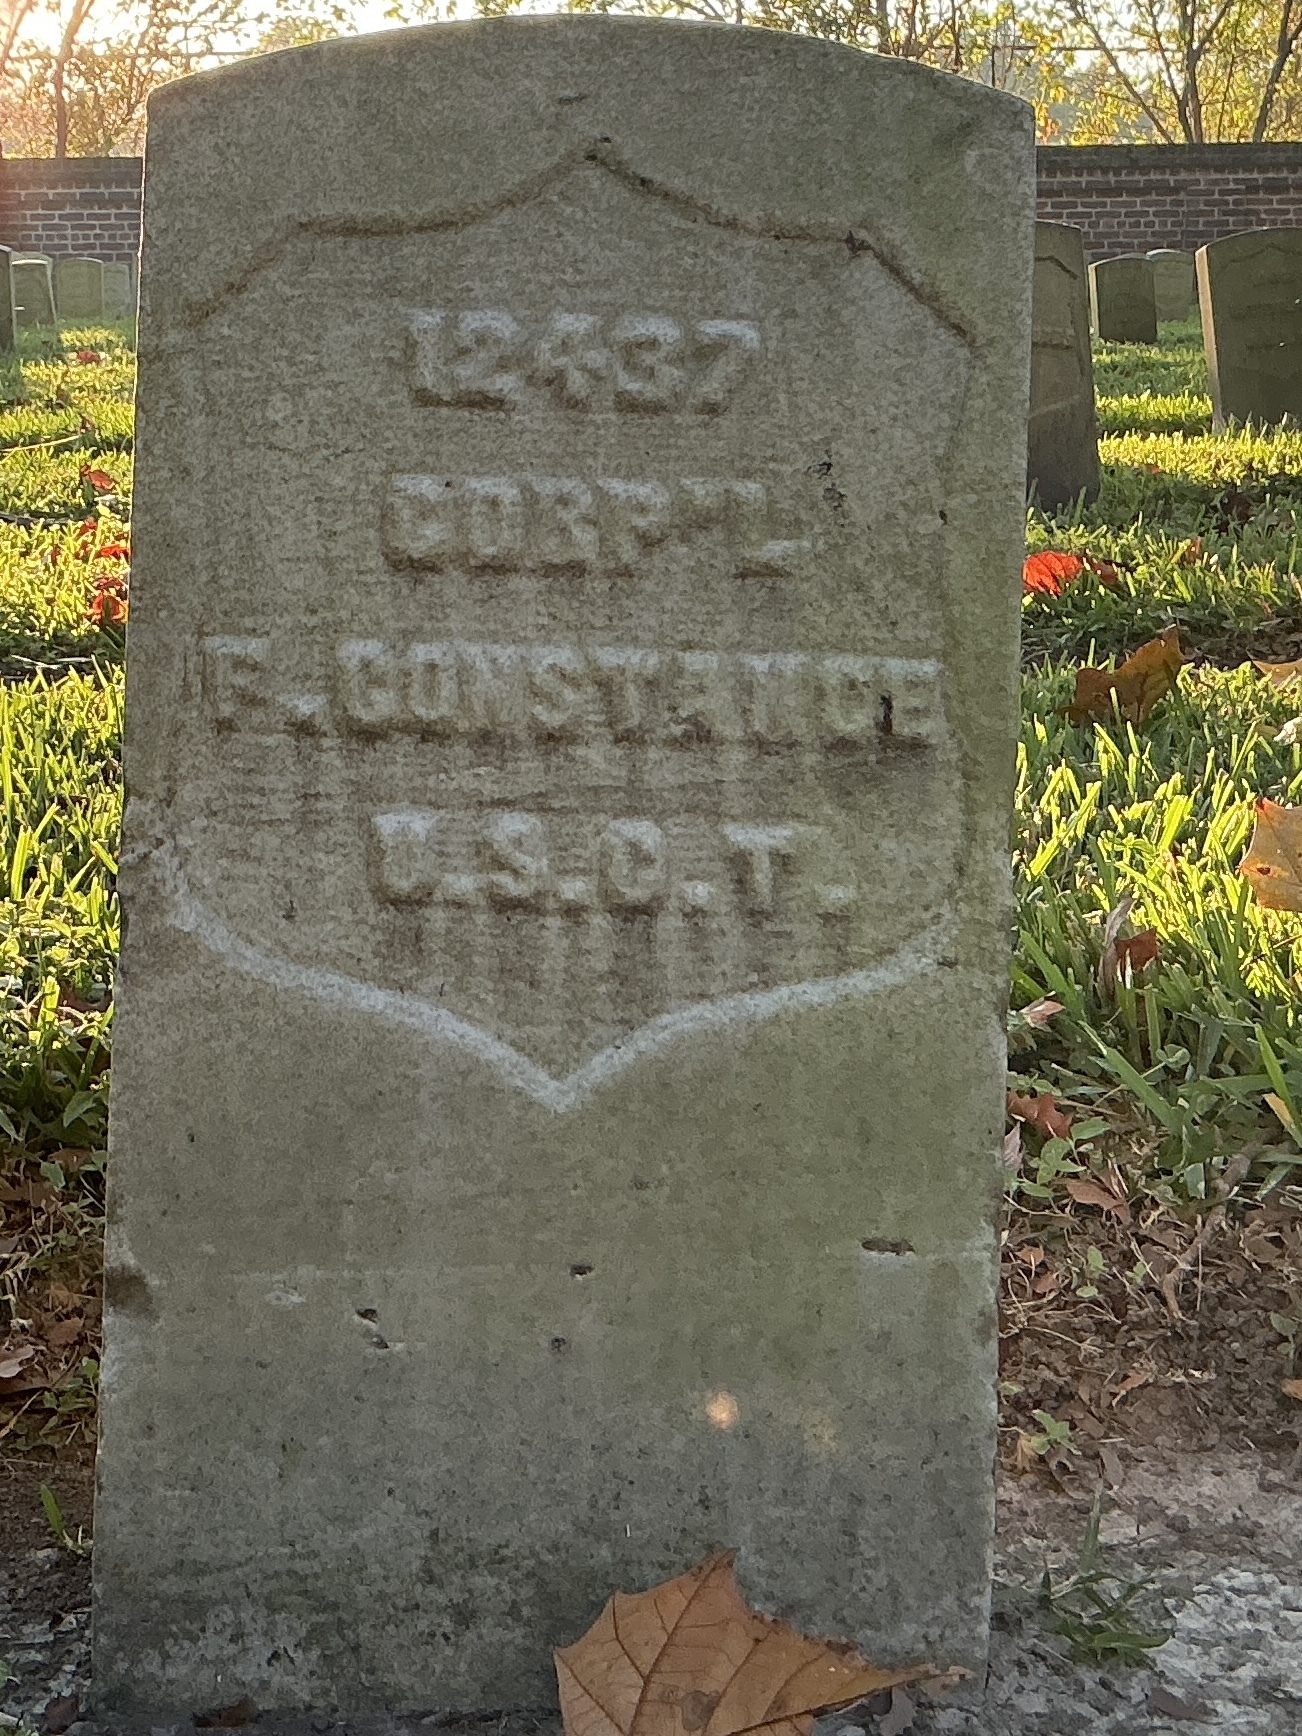 12437
CORP'L
F. CONSTANCE
U.S.C.T.